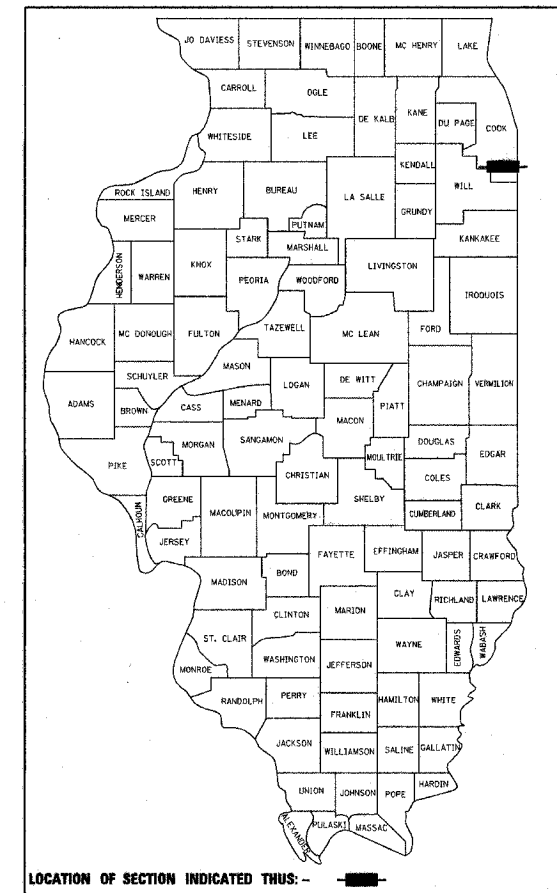 JO DAVIESS
STEVENSON
WINNEBAGO
BOONE
MC HENRY
LAKE
CARROLL
OGLE
DE KALB
KANE
DU PAGE
COOK
WHITESIDE
LEE
KENDALL
WILL
ROCK ISLAND
HENRY
BUREAU
LA SALLE
GRUNDY
MERCER
PUTNAM
KANKAKEE
STARK
MARSHALL
HENDERSON
WARREN
KNOX
PEORIA
WOODFORD
LIVINGSTON
IROQUOIS
HANCOCK
MC DONOUGH
FULTON
TAZEWELL
MC LEAN
FORD
SCHUYLER
MASON
LOGAN
DE WITT
CHAMPAIGN
VERMILION
ADAMS
BROWN
CASS
MENARD
MACON
PIATT
MORGAN
SANGAMON
DOUGLAS
EDGAR
PIKE
SCOTT
CHRISTIAN
MOULTRIE
COLES
SHELBY
CALHOUN
GREENE
MACOUPIN
MONTGOMERY
CUMBERLAND
CLARK
JERSEY
FAYETTE
EFFINGHAM
JASPER
CRAWFORD
MADISON
BOND
CLAY
RICHLAND
LAWRENCE
CLINTON
MARION
ST. CLAIR
WAYNE
EDWARDS
WABASH
WASHINGTON
JEFFERSON
MONROE
RANDOLPH
PERRY
HAMILTON
WHITE
FRANKLIN
JACKSON
WILLIAMSON
SALINE
GALLATIN
UNION
JOHNSON
POPE
HARDIN
ALEXANDER
PULASKI
MASSAC
LOCATION OF SECTION INDICATED THUS: -